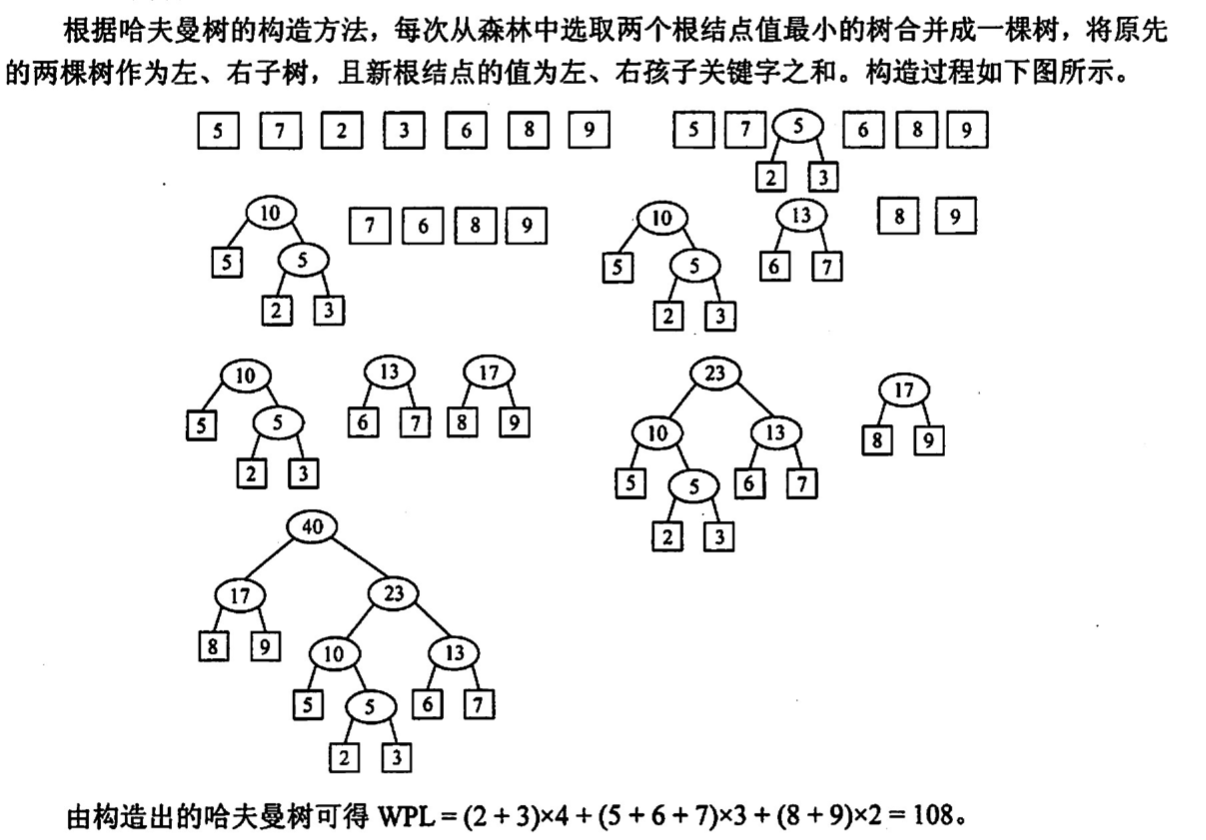 根据哈夫曼树的构造方法，每次从森林中选取两个根结点值最小的树合并成一棵树，将原先
的两棵树作为左、右子树，且新根结点的值为左、右孩子关键字之和。构造过程如下图所示。
5 7 2 3 6 8 9
5 7 5 6 8 9
2 3
10 7 6 8 9
5 5
2 3
10 13 8 9
5 5 6 7
2 3
10 13 17
5 5 6 7 8 9
2 3
23 17
10 13 8 9
5 5 6 7
2 3
40
17 23
8 9 10 13
5 5 6 7
2 3
由构造出的哈夫曼树可得 WPL = (2 + 3)×4 + (5 + 6 + 7)×3 + (8 + 9)×2 = 108。